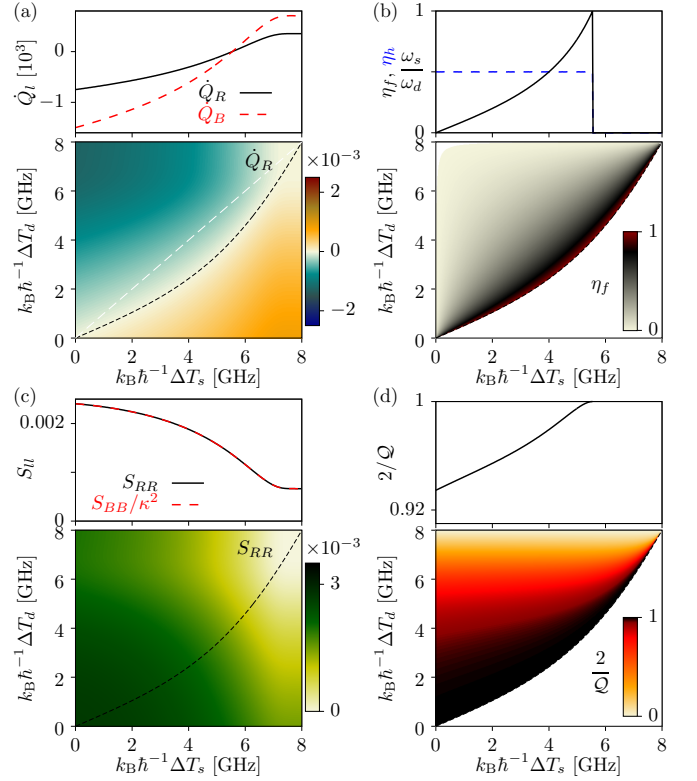 (a)
0
−1
Q̇_l [10^3]
Q̇_R
Q̇_B
Q̇_R
×10^−3
2
0
−2
8
6
4
2
0
k_B ℏ^−1 ΔT_d [GHz]
0 2 4 6 8
k_B ℏ^−1 ΔT_s [GHz]
(b)
1
0
η_f, η_h ω_s/ω_d
8
6
4
2
0
k_B ℏ^−1 ΔT_d [GHz]
1
0
η_f
0 2 4 6 8
k_B ℏ^−1 ΔT_s [GHz]
(c)
0.002
0
S_ll
S_RR
S_BB/κ^2
S_RR
×10^−3
3
0
8
6
4
2
0
k_B ℏ^−1 ΔT_d [GHz]
0 2 4 6 8
k_B ℏ^−1 ΔT_s [GHz]
(d)
1
0.92
2/𝒬
8
6
4
2
0
k_B ℏ^−1 ΔT_d [GHz]
1
0
2/𝒬
0 2 4 6 8
k_B ℏ^−1 ΔT_s [GHz]